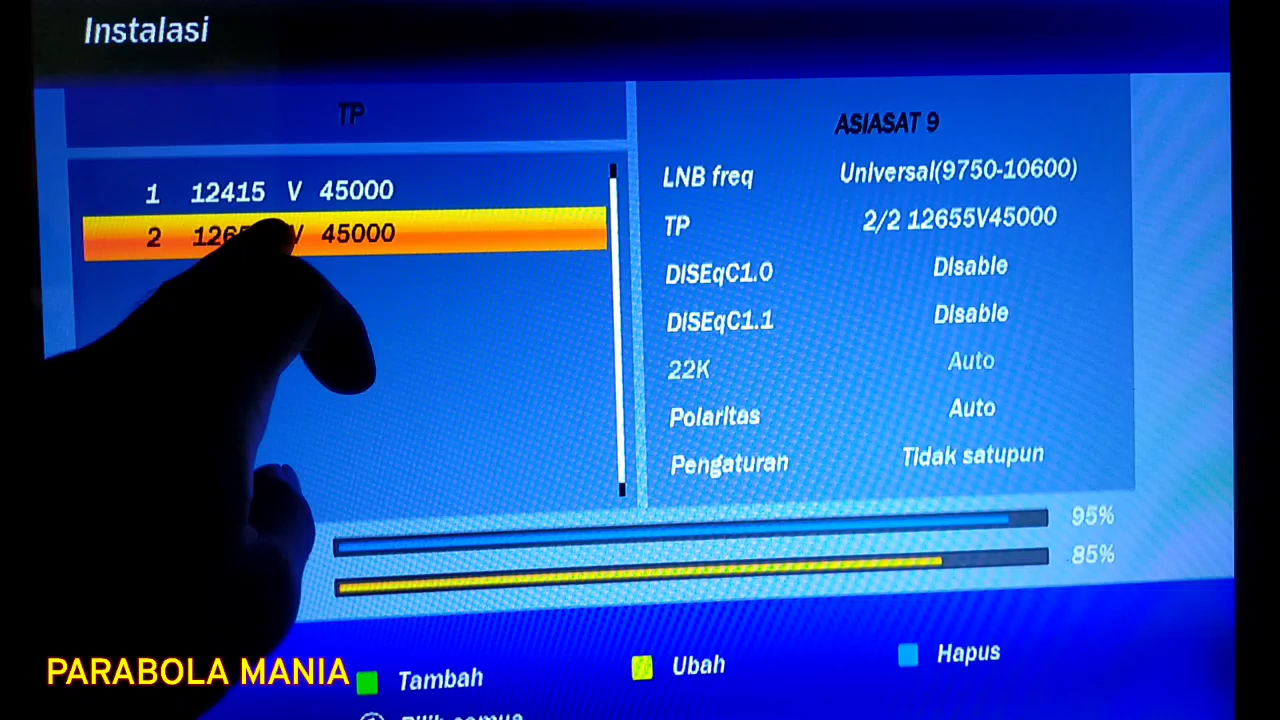 Instalasi
TP
1 12415 V 45000
2 V 45000
ASIASAT 9
LNB freq Universal(9750-10600)
TP 2/2 12655V45000
DISEqC1.0 Disable
DISEqC1.1 Disable
22K Auto
Polaritas Auto
Pengaturan Tidak satupun
95%
85%
PARABOLA MANIA
Tambah
Ubah
Hapus